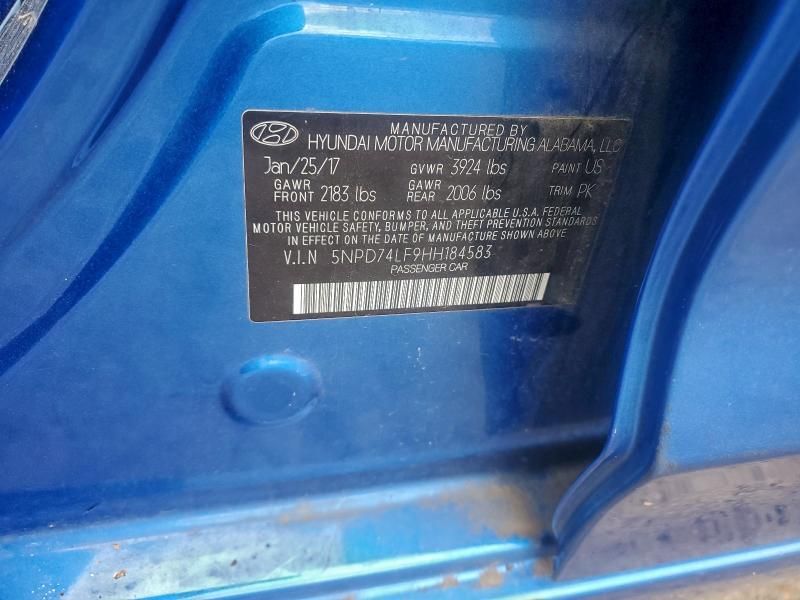 MANUFACTURED BY
HYUNDAI MOTOR MANUFACTURING ALABAMA, LLC
Jan/25/17 GVWR 3924 lbs PAINT US
GAWR FRONT 2183 lbs GAWR REAR 2006 lbs TRIM PK
THIS VEHICLE CONFORMS TO ALL APPLICABLE U.S.A. FEDERAL
MOTOR VEHICLE SAFETY, BUMPER, AND THEFT PREVENTION STANDARDS
IN EFFECT ON THE DATE OF MANUFACTURE SHOWN ABOVE
V.I.N 5NPD74LF9HH184583
PASSENGER CAR